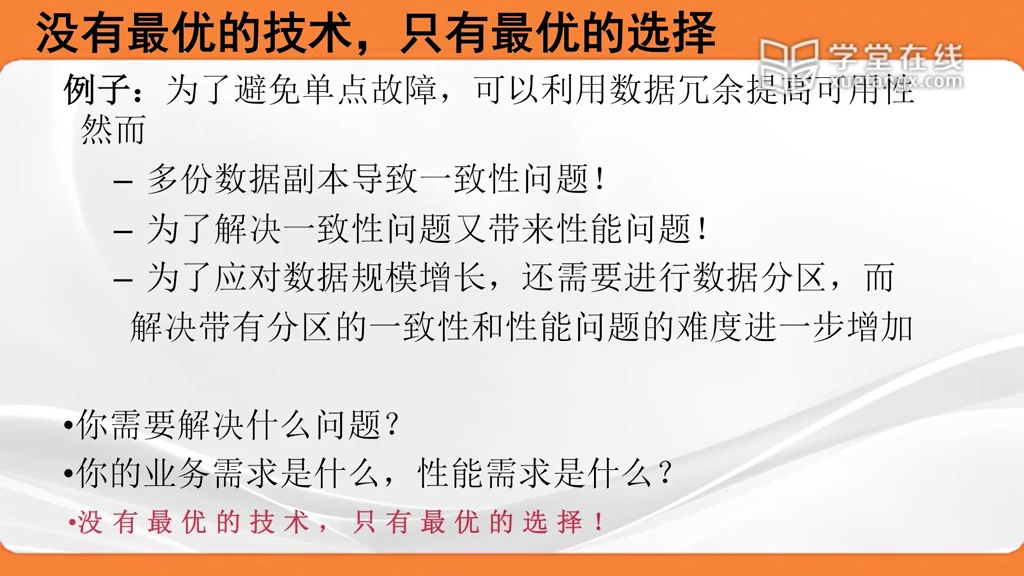 没有最优的技术，只有最优的选择
学堂在线
xuetangx.com
例子：为了避免单点故障，可以利用数据冗余提高可用性
然而
– 多份数据副本导致一致性问题！
– 为了解决一致性问题又带来性能问题！
– 为了应对数据规模增长，还需要进行数据分区，而
解决带有分区的一致性和性能问题的难度进一步增加
•你需要解决什么问题？
•你的业务需求是什么，性能需求是什么？
•没有最优的技术，只有最优的选择！